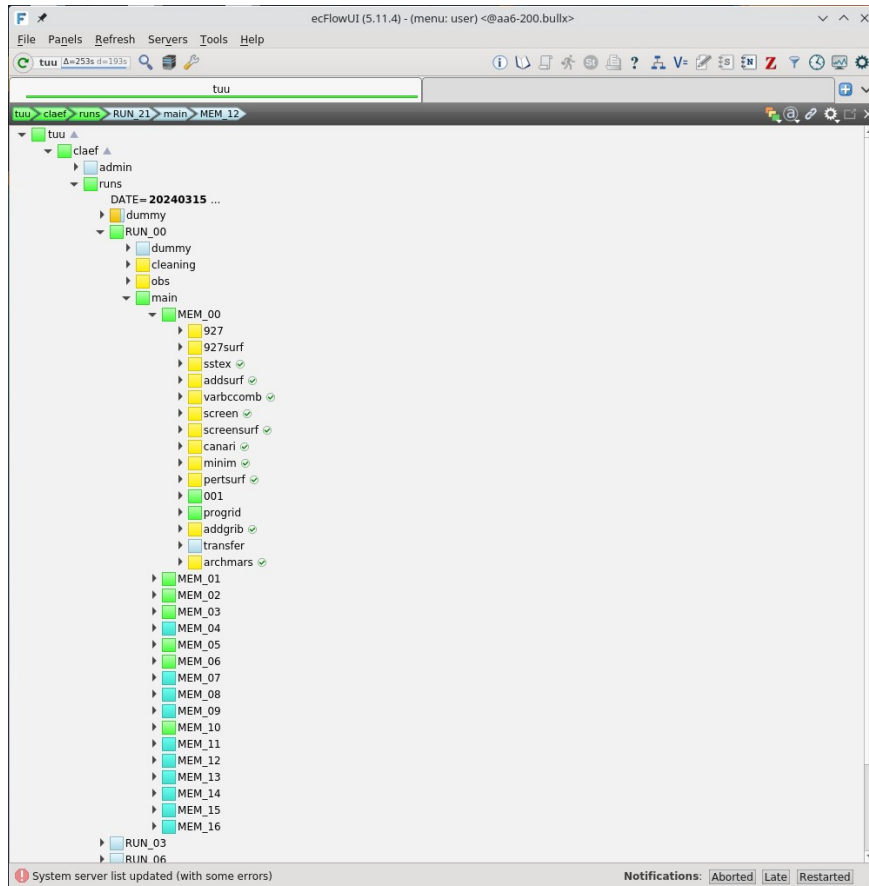 F ecFlowUI (5.11.4) - (menu: user) <@aa6-200.bullx>
File Panels Refresh Servers Tools Help
tuu Δ=253s d=193s ? V= Z
tuu
tuu claef runs RUN_21 main MEM_12
tuu
claef
admin
runs
DATE=20240315 ...
dummy
RUN_00
dummy
cleaning
obs
main
MEM_00
927
927surf
sstex
addsurf
varbccomb
screen
screensurf
canari
minim
pertsurf
001
progrid
addgrib
transfer
archmars
MEM_01
MEM_02
MEM_03
MEM_04
MEM_05
MEM_06
MEM_07
MEM_08
MEM_09
MEM_10
MEM_11
MEM_12
MEM_13
MEM_14
MEM_15
MEM_16
RUN_03
RUN_06
System server list updated (with some errors) Notifications: Aborted Late Restarted